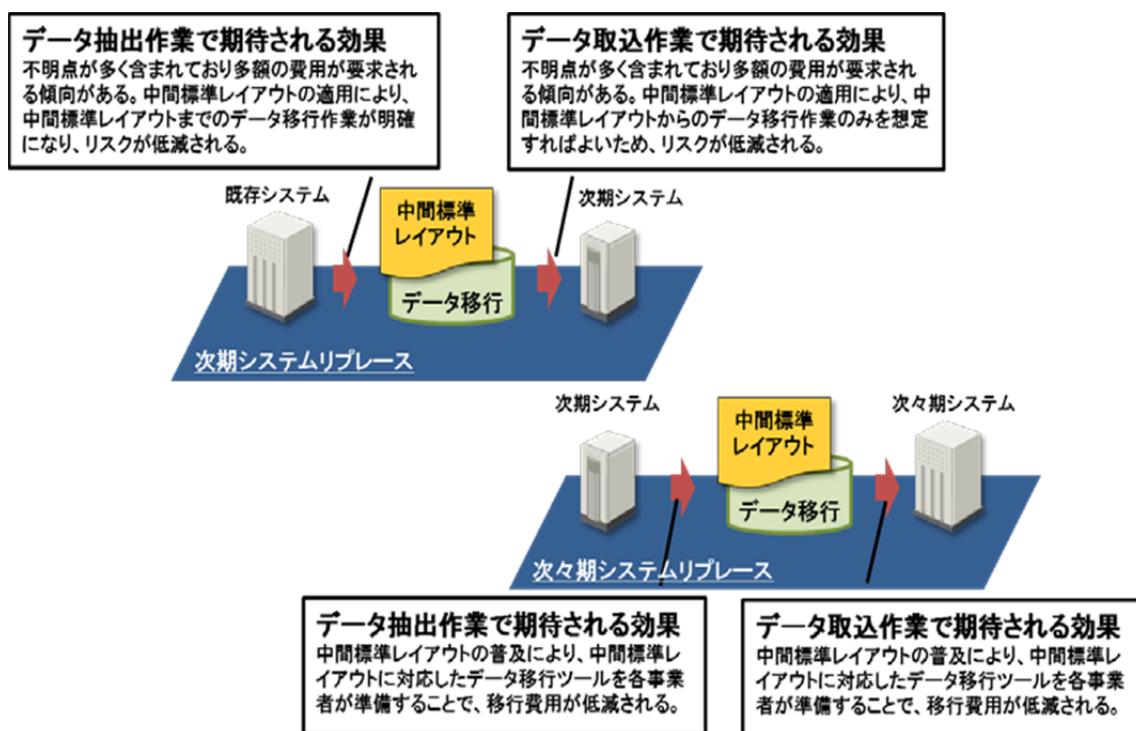 データ抽出作業で期待される効果
不明点が多く含まれており多額の費用が要求され
る傾向がある。中間標準レイアウトの適用により、
中間標準レイアウトまでのデータ移行作業が明確
になり、リスクが低減される。
データ取込作業で期待される効果
不明点が多く含まれており多額の費用が要求され
る傾向がある。中間標準レイアウトの適用により、中
間標準レイアウトからのデータ移行作業のみを想定
すればよいため、リスクが低減される。
既存システム
中間標準
レイアウト
データ移行
次期システム
次期システムリプレース
次期システム
中間標準
レイアウト
データ移行
次々期システム
次々期システムリプレース
データ抽出作業で期待される効果
中間標準レイアウトの普及により、中間標準レ
イアウトに対応したデータ移行ツールを各事業
者が準備することで、移行費用が低減される。
データ取込作業で期待される効果
中間標準レイアウトの普及により、中間標準レ
イアウトに対応したデータ移行ツールを各事業
者が準備することで、移行費用が低減される。